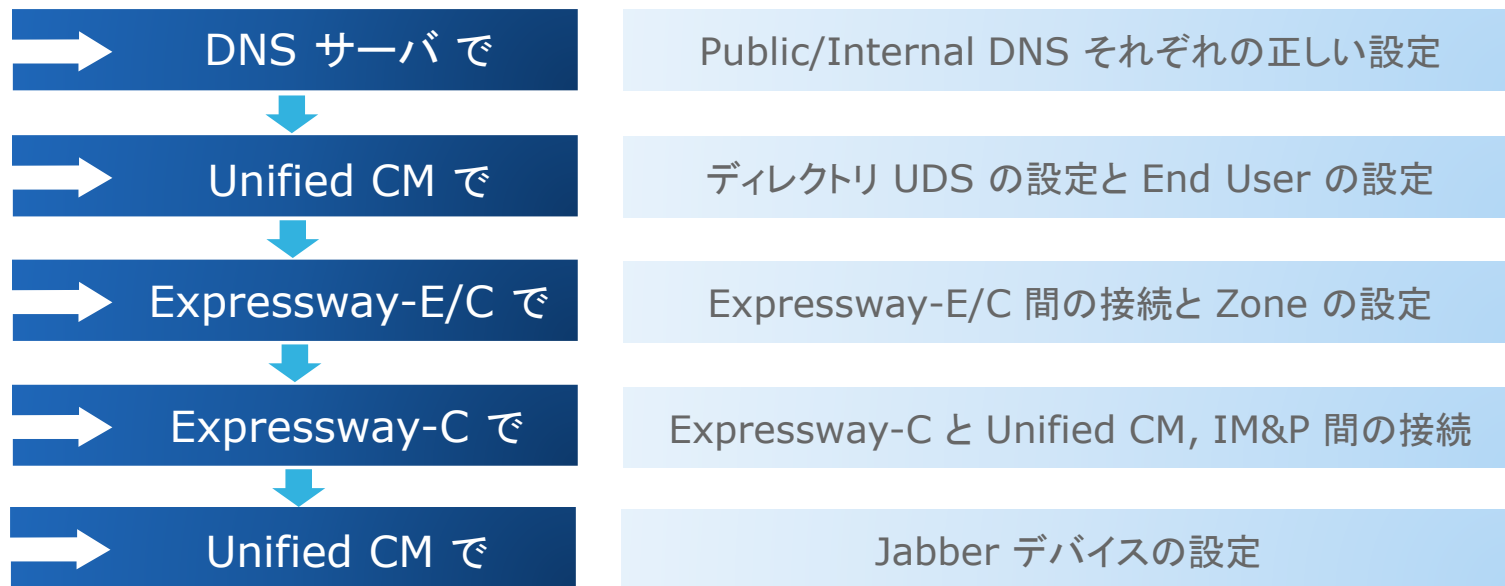 DNS サーバ で
Public/Internal DNS それぞれの正しい設定
Unified CM で
ディレクトリ UDS の設定と End User の設定
Expressway-E/C で
Expressway-E/C 間の接続と Zone の設定
Expressway-C で
Expressway-C と Unified CM, IM&P 間の接続
Unified CM で
Jabber デバイスの設定